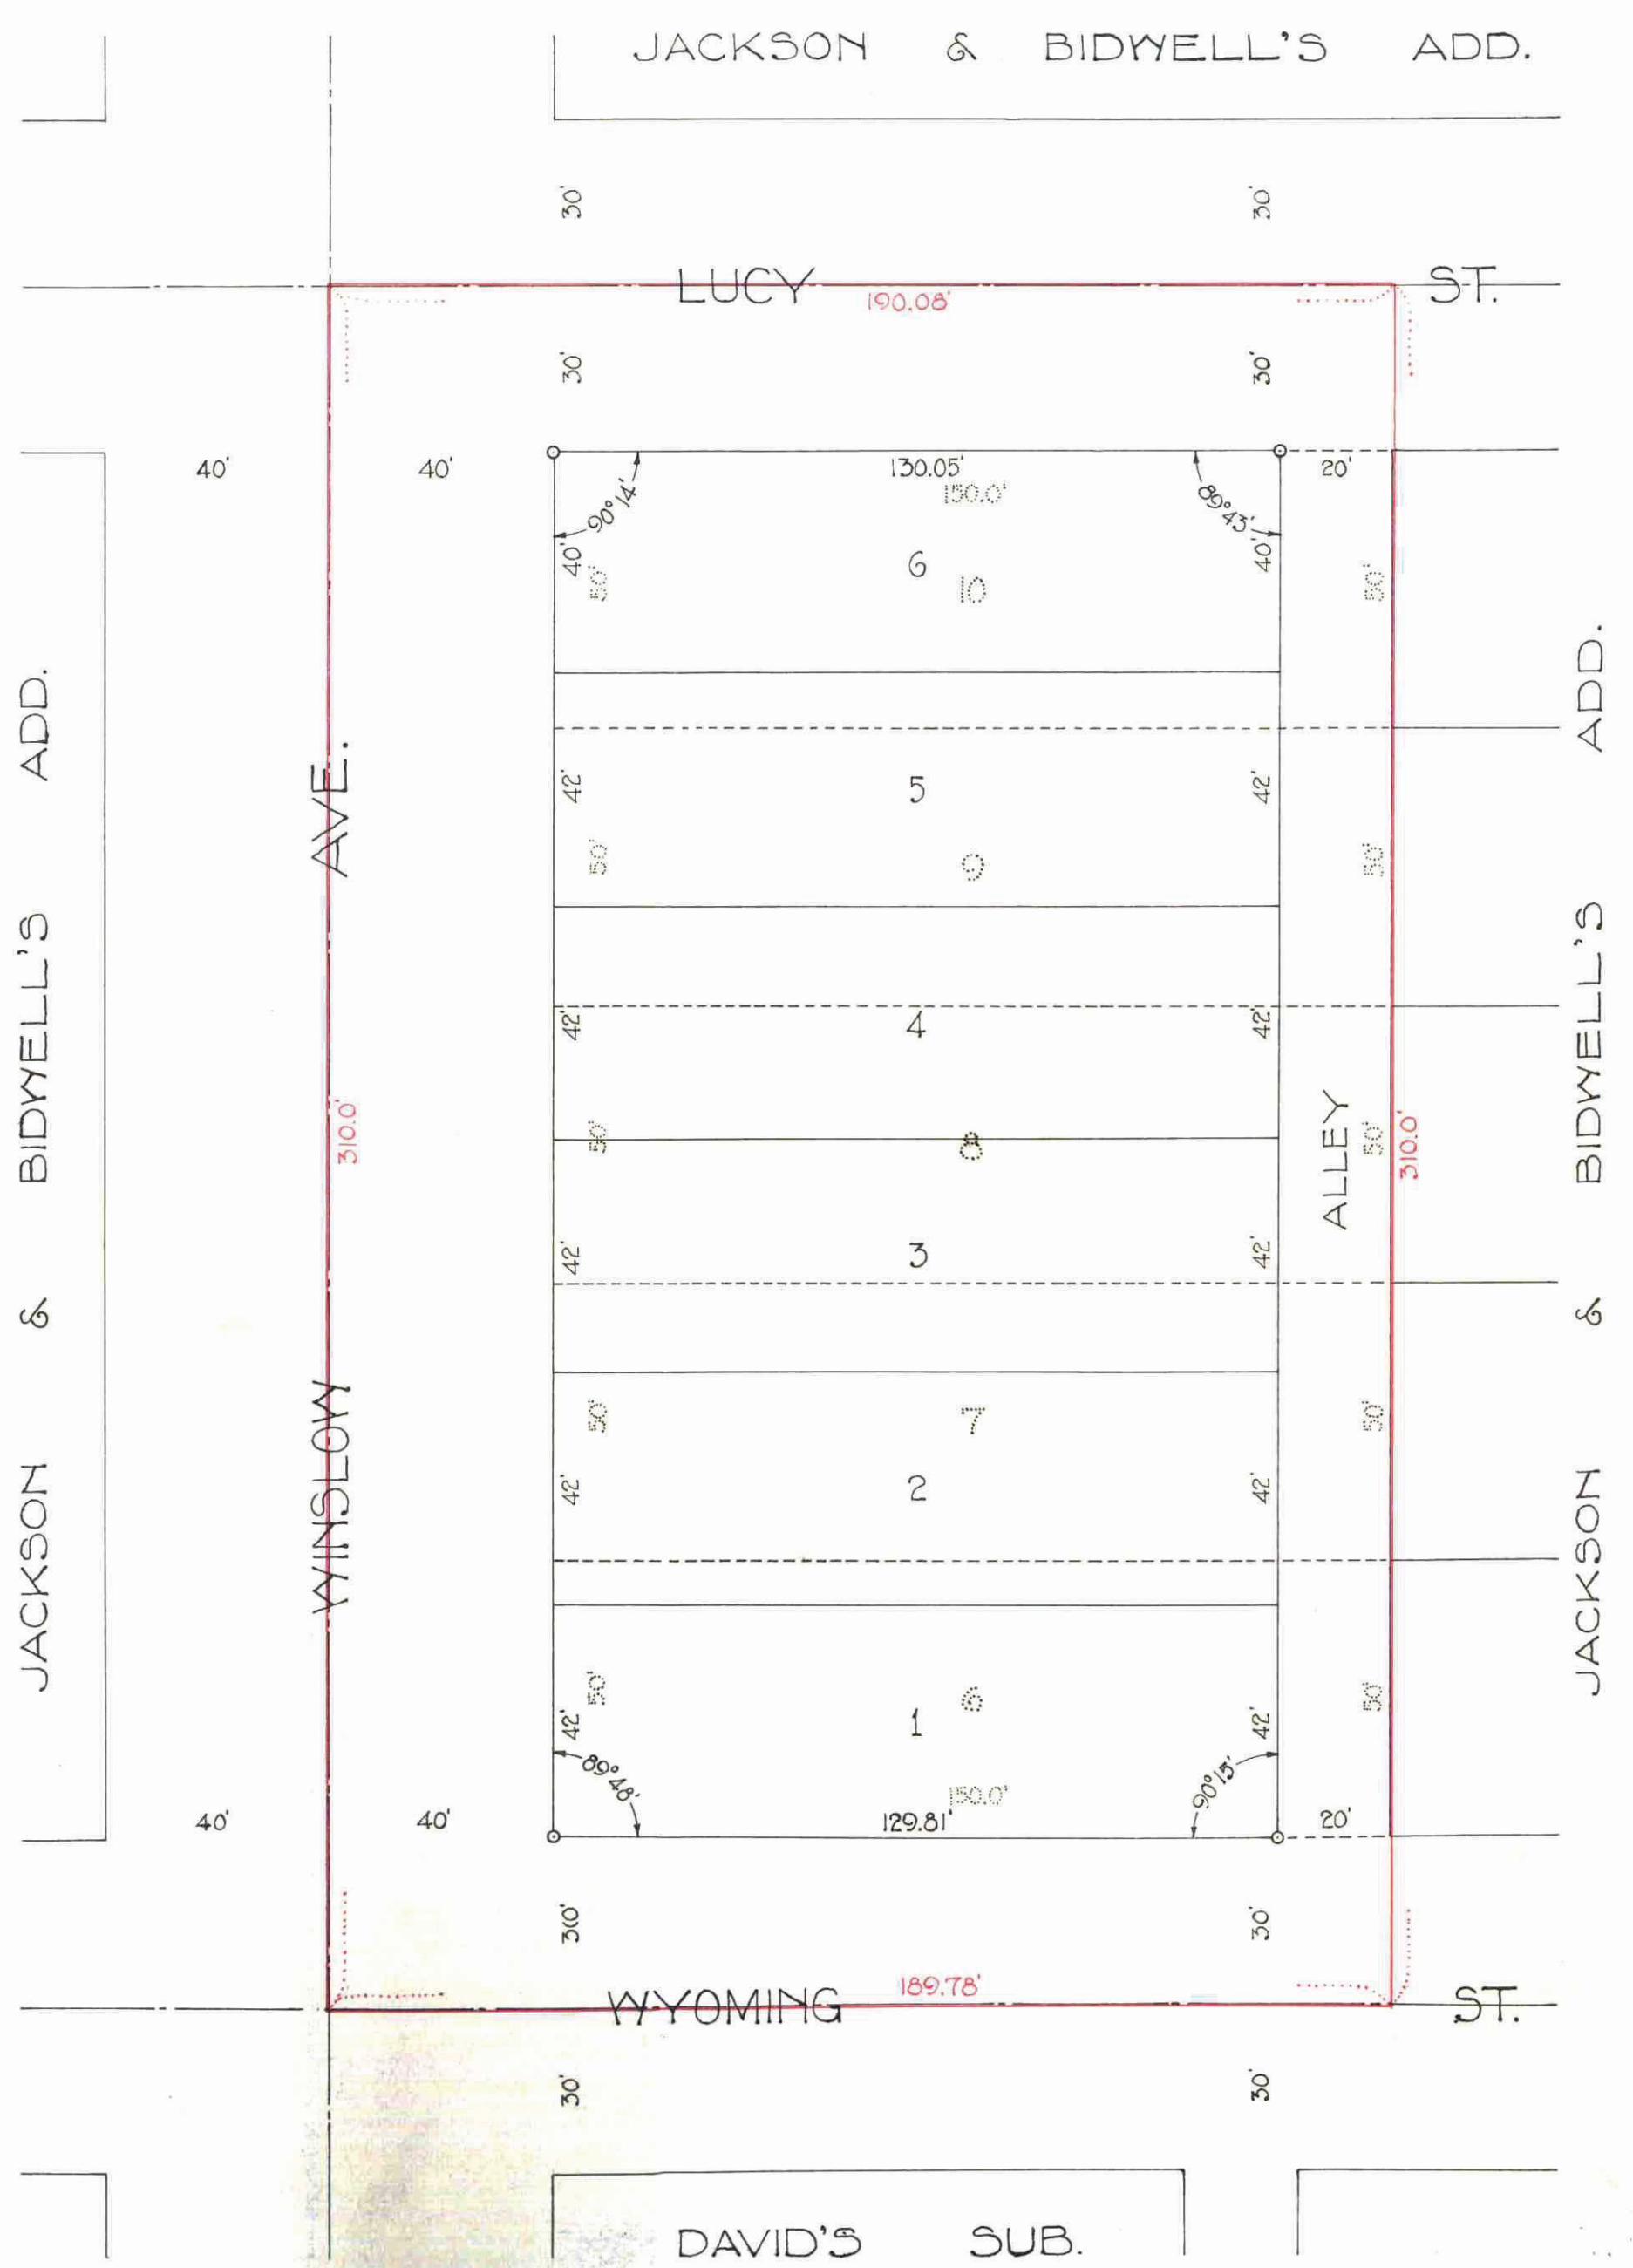 JACKSON & BIDWELL'S ADD.
30' 30'
LUCY ST.
190.08'
30' 30'
40' 40' 130.05' 20'
150.0'
90°14' 89°43'
40' 6 40'
50' 10 50'
42' 5 42'
50' 9 50'
42' 4 42'
50' 8 50'
42' 3 42'
50' 7 50'
42' 2 42'
50' 6 50'
42' 1 42'
89°48' 90°15'
150.0'
40' 40' 129.81' 20'
30' 30'
189.78'
WYOMING ST.
30' 30'
DAVID'S SUB.
JACKSON & BIDWELL'S ADD.
WINSLOW AVE.
310.0'
ALLEY
310.0'
JACKSON & BIDWELL'S ADD.